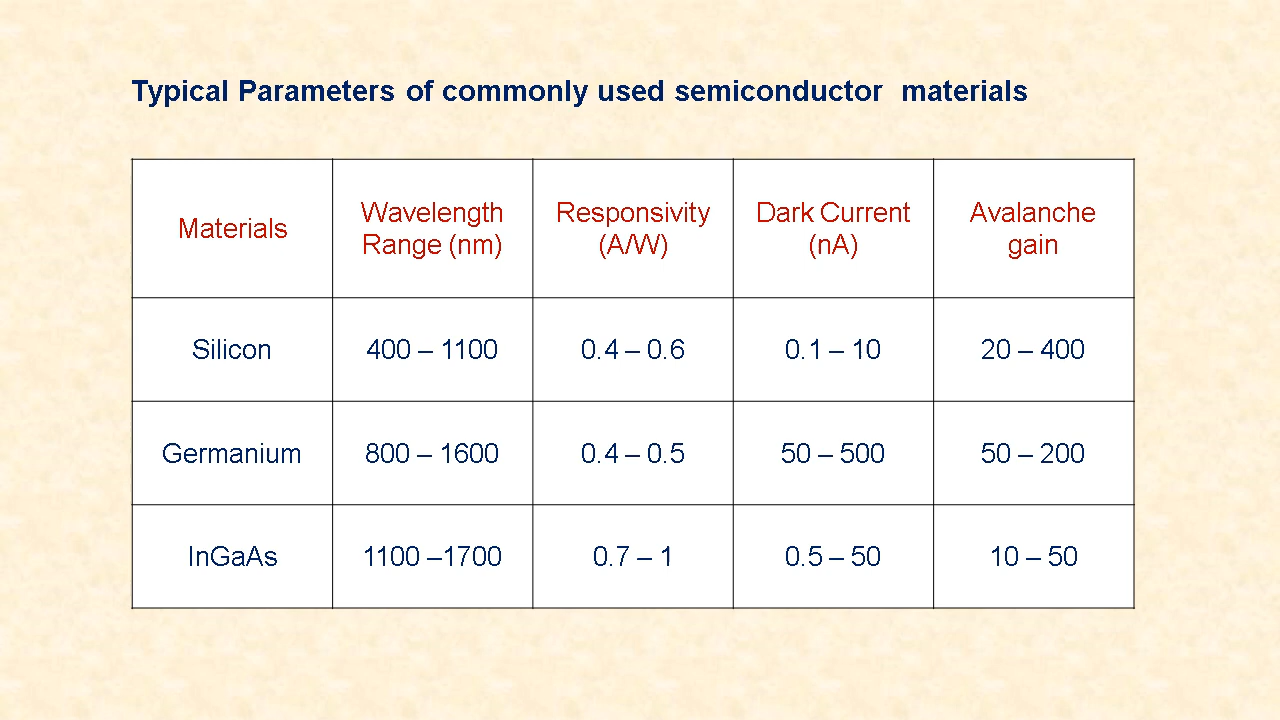 Typical Parameters of commonly used semiconductor  materials
Materials
Wavelength
Range (nm)
Responsivity
(A/W)
Dark Current
(nA)
Avalanche
gain
Silicon
400 – 1100
0.4 – 0.6
0.1 – 10
20 – 400
Germanium
800 – 1600
0.4 – 0.5
50 – 500
50 – 200
InGaAs
1100 –1700
0.7 – 1
0.5 – 50
10 – 50